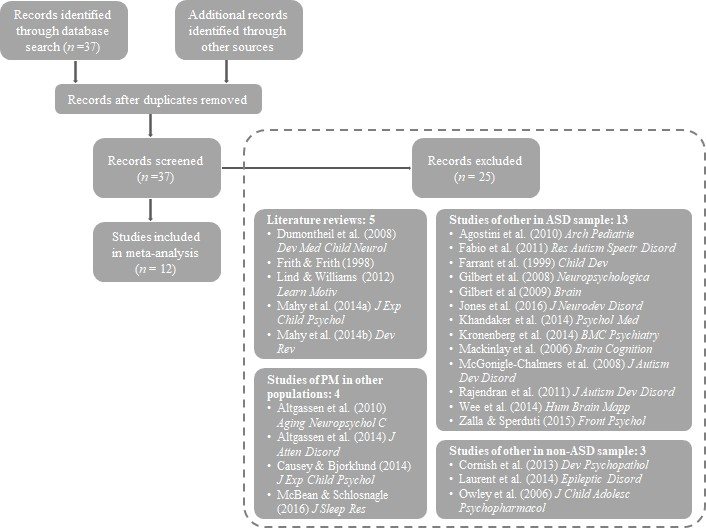 Records identified
through database
search (n =37)
Additional records
identified through
other sources
Records after duplicates removed
Records screened
(n =37)
Records excluded
(n = 25)
Studies included
in meta-analysis
(n = 12)
Literature reviews: 5
• Dumontheil et al. (2008)
Dev Med Child Neurol
• Frith & Frith (1998)
• Lind & Williams (2012)
Learn Motiv
• Mahy et al. (2014a) J Exp
Child Psychol
• Mahy et al. (2014b) Dev
Rev
Studies of PM in other
populations: 4
• Altgassen et al. (2010)
Aging Neuropsychol C
• Altgassen et al. (2014) J
Atten Disord
• Causey & Bjorklund (2014)
J Exp Child Psychol
• McBean & Schlosnagle
(2016) J Sleep Res
Studies of other in ASD sample: 13
• Agostini et al. (2010) Arch Pediatrie
• Fabio et al. (2011) Res Autism Spectr Disord
• Farrant et al. (1999) Child Dev
• Gilbert et al. (2008) Neuropsychologica
• Gilbert et al (2009) Brain
• Jones et al. (2016) J Neurodev Disord
• Khandaker et al. (2014) Psychol Med
• Kronenberg et al. (2014) BMC Psychiatry
• Mackinlay et al. (2006) Brain Cognition
• McGonigle-Chalmers et al. (2008) J Autism
Dev Disord
• Rajendran et al. (2011) J Autism Dev Disord
• Wee et al. (2014) Hum Brain Mapp
• Zalla & Sperduti (2015) Front Psychol
Studies of other in non-ASD sample: 3
• Cornish et al. (2013) Dev Psychopathol
• Laurent et al. (2014) Epileptic Disord
• Owley et al. (2006) J Child Adolesc
Psychopharmacol